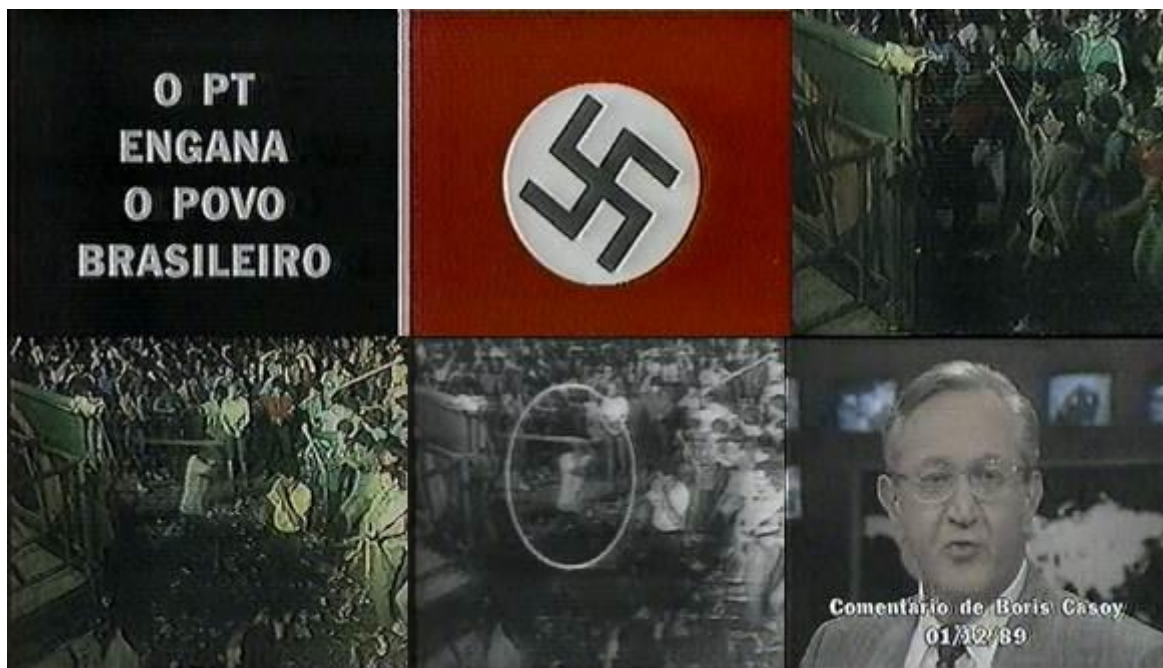 O PT
ENGANA
O POVO
BRASILEIRO
Comentário de Boris Casoy
01/12/89